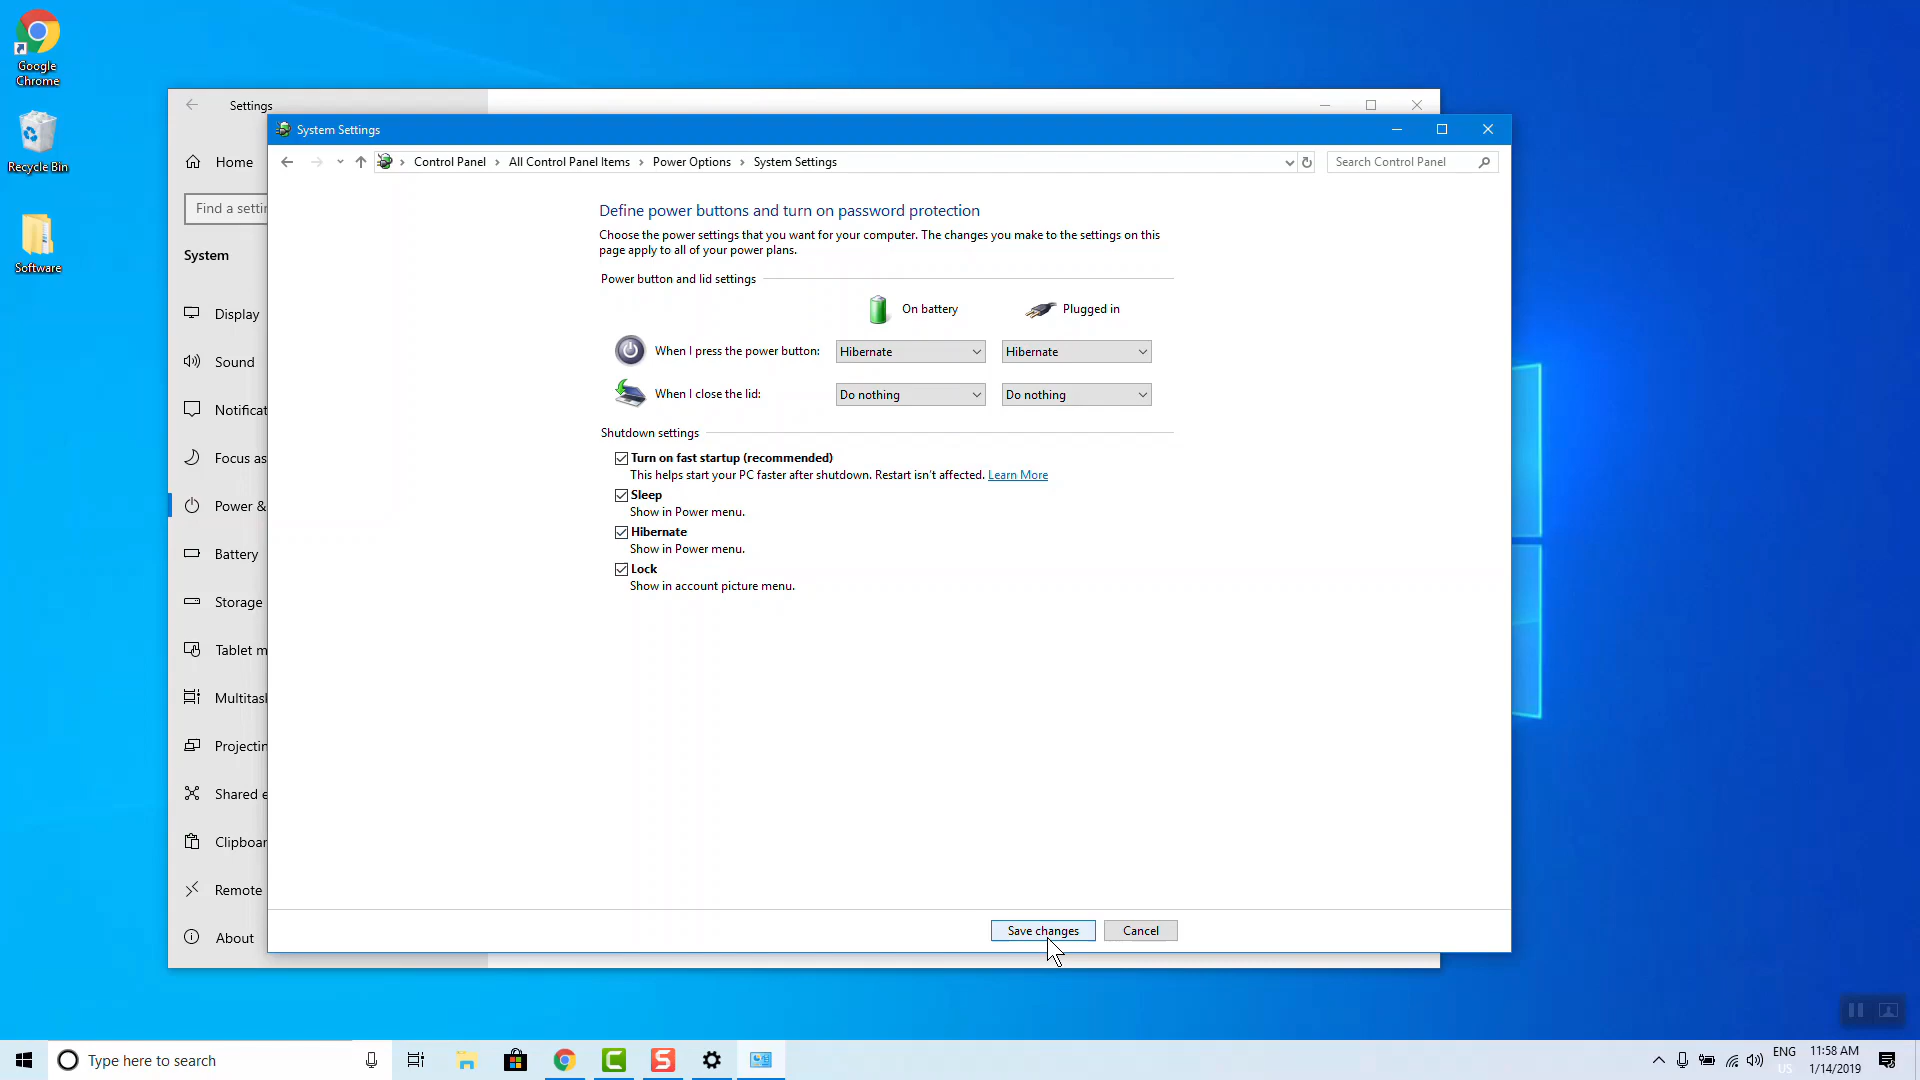 Google
Chrome
Recycle Bin
Software
Settings
Home
Find a settin
System
Display
Sound
Notificat
Focus as
Power &
Battery
Storage
Tablet m
Multitask
Projectin
Shared e
Clipboar
Remote
About
System Settings
Control Panel > All Control Panel Items > Power Options > System Settings
Search Control Panel
Define power buttons and turn on password protection
Choose the power settings that you want for your computer. The changes you make to the settings on this
page apply to all of your power plans.
Power button and lid settings
On battery Plugged in
When I press the power button: Hibernate Hibernate
When I close the lid: Do nothing Do nothing
Shutdown settings
Turn on fast startup (recommended)
This helps start your PC faster after shutdown. Restart isn't affected. Learn More
Sleep
Show in Power menu.
Hibernate
Show in Power menu.
Lock
Show in account picture menu.
Save changes Cancel
Type here to search
ENG
US
11:58 AM
1/14/2019